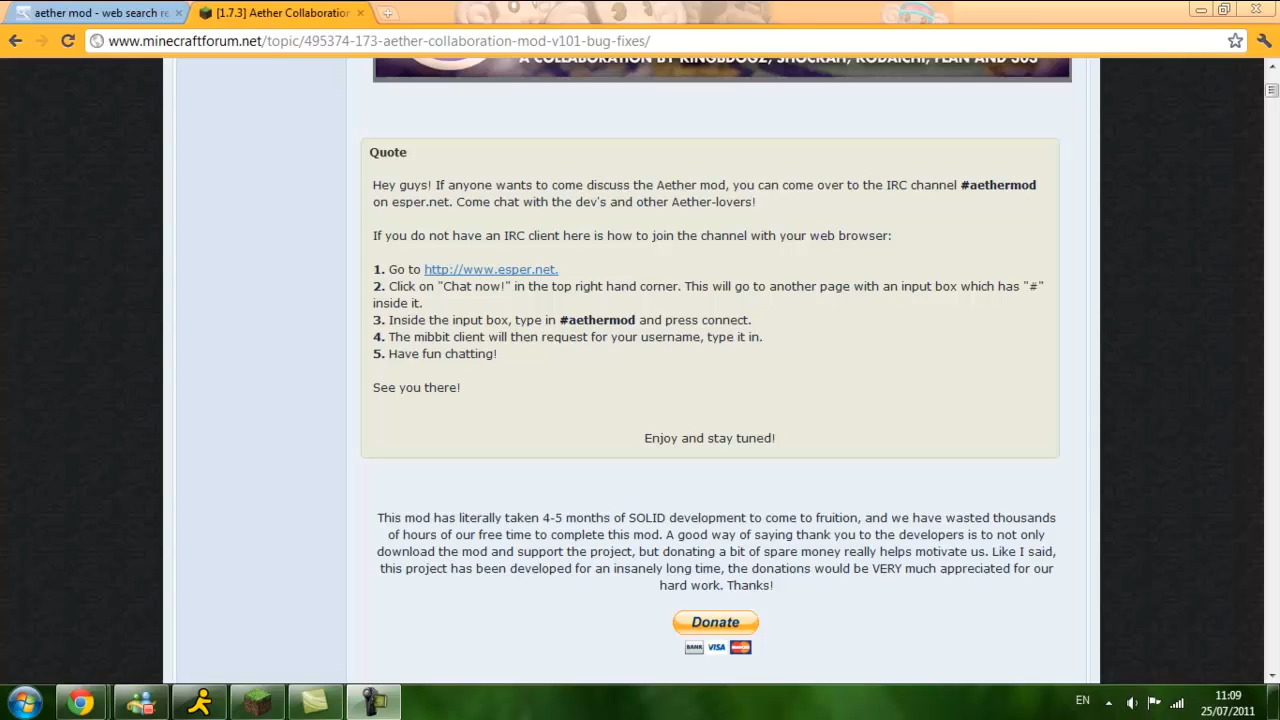 aether mod - web search re
[1.7.3] Aether Collaboration
www.minecraftforum.net/topic/495374-173-aether-collaboration-mod-v101-bug-fixes/
A COLLABORATION BY KINGBDOGZ, SHOCKAH, KODAICHI, FLAN AND 303
Quote
Hey guys! If anyone wants to come discuss the Aether mod, you can come over to the IRC channel #aethermod
on esper.net. Come chat with the dev's and other Aether-lovers!
If you do not have an IRC client here is how to join the channel with your web browser:
1. Go to http://www.esper.net.
2. Click on "Chat now!" in the top right hand corner. This will go to another page with an input box which has "#"
inside it.
3. Inside the input box, type in #aethermod and press connect.
4. The mibbit client will then request for your username, type it in.
5. Have fun chatting!
See you there!
Enjoy and stay tuned!
This mod has literally taken 4-5 months of SOLID development to come to fruition, and we have wasted thousands
of hours of our free time to complete this mod. A good way of saying thank you to the developers is to not only
download the mod and support the project, but donating a bit of spare money really helps motivate us. Like I said,
this project has been developed for an insanely long time, the donations would be VERY much appreciated for our
hard work. Thanks!
Donate
BANK VISA
EN
11:09
25/07/2011